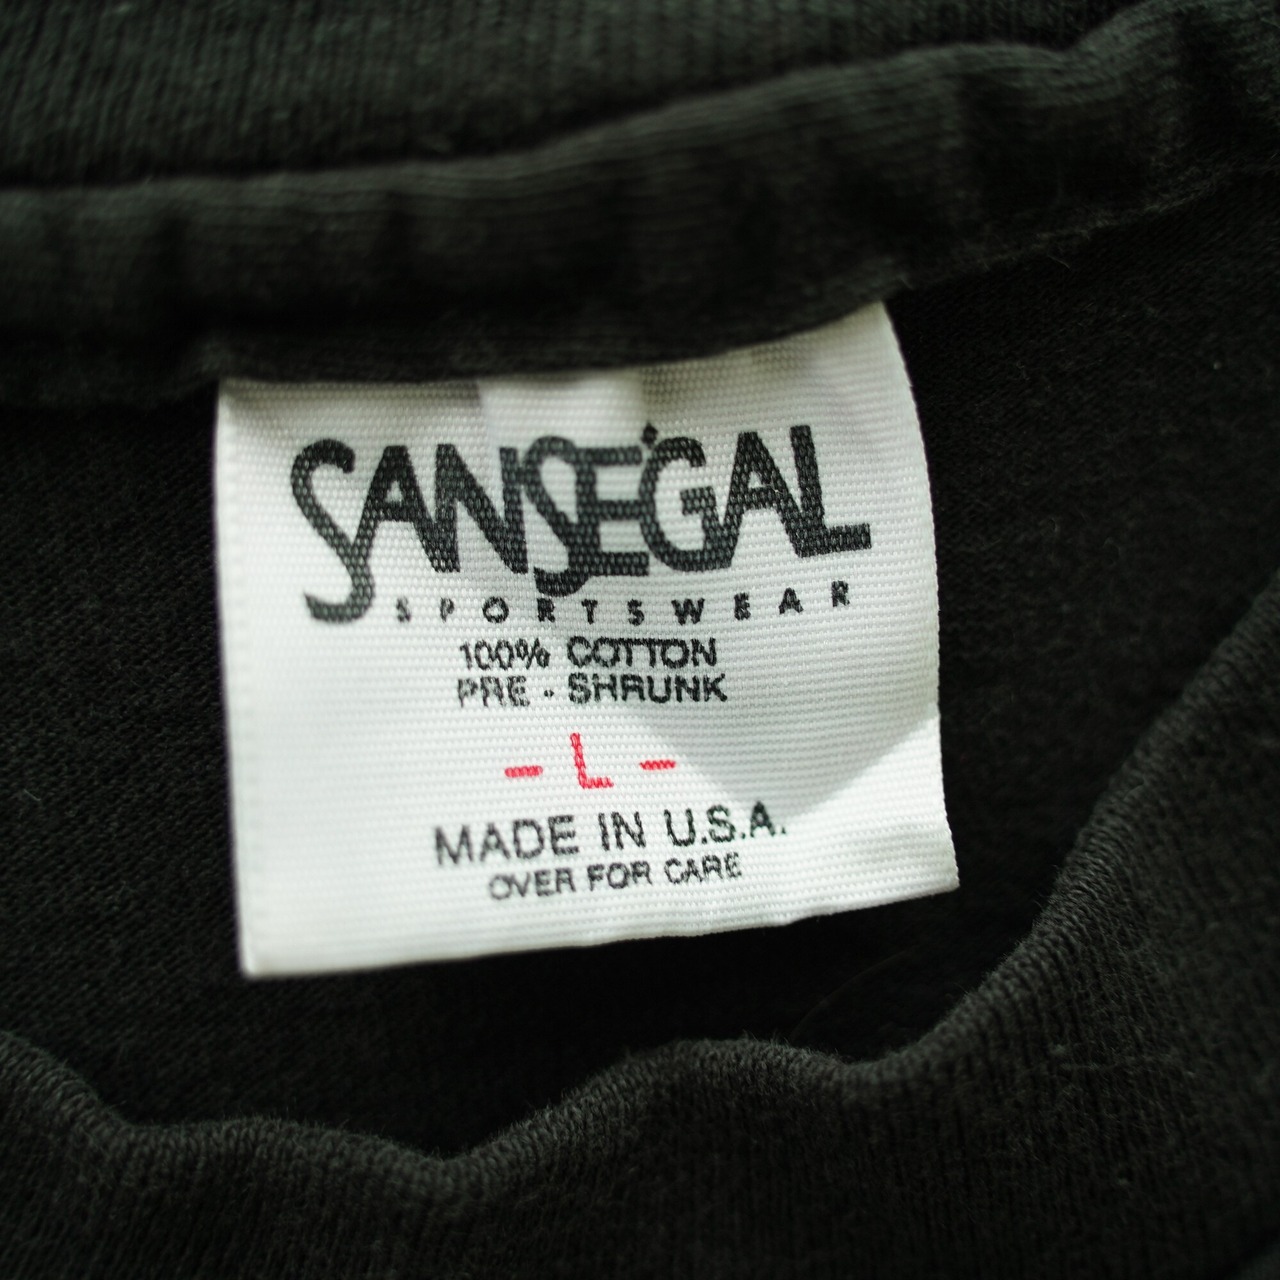 SANSEGAL
SPORTSWEAR
100% COTTON
PRE - SHRUNK
- L -
MADE IN U.S.A.
OVER FOR CARE